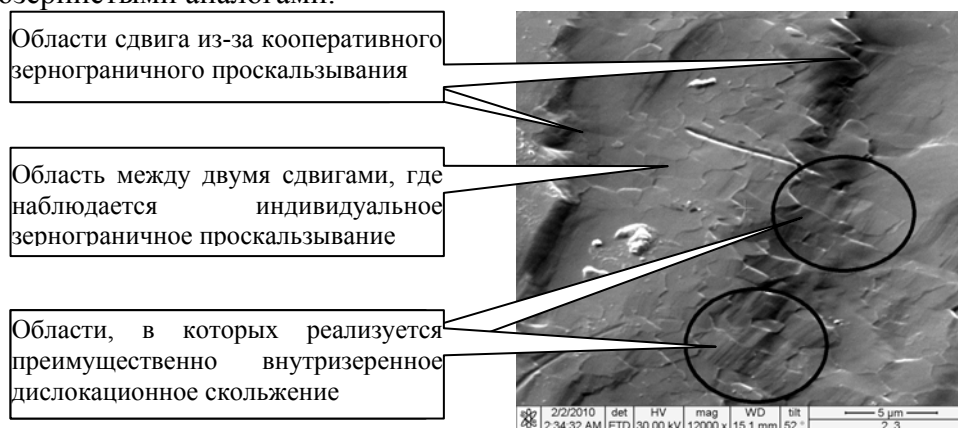 озернистыми аналогами.
Области сдвига из-за кооперативного
зернограничного проскальзывания
Область между двумя сдвигами, где
наблюдается индивидуальное
зернограничное проскальзывание
Области, в которых реализуется
преимущественно внутризеренное
дислокационное скольжение
2/2/2010 det HV mag WD tilt 5 µm
2:34:32 AM ETD 30.00 kV 12000 x 15.1 mm 52 ° 2_3